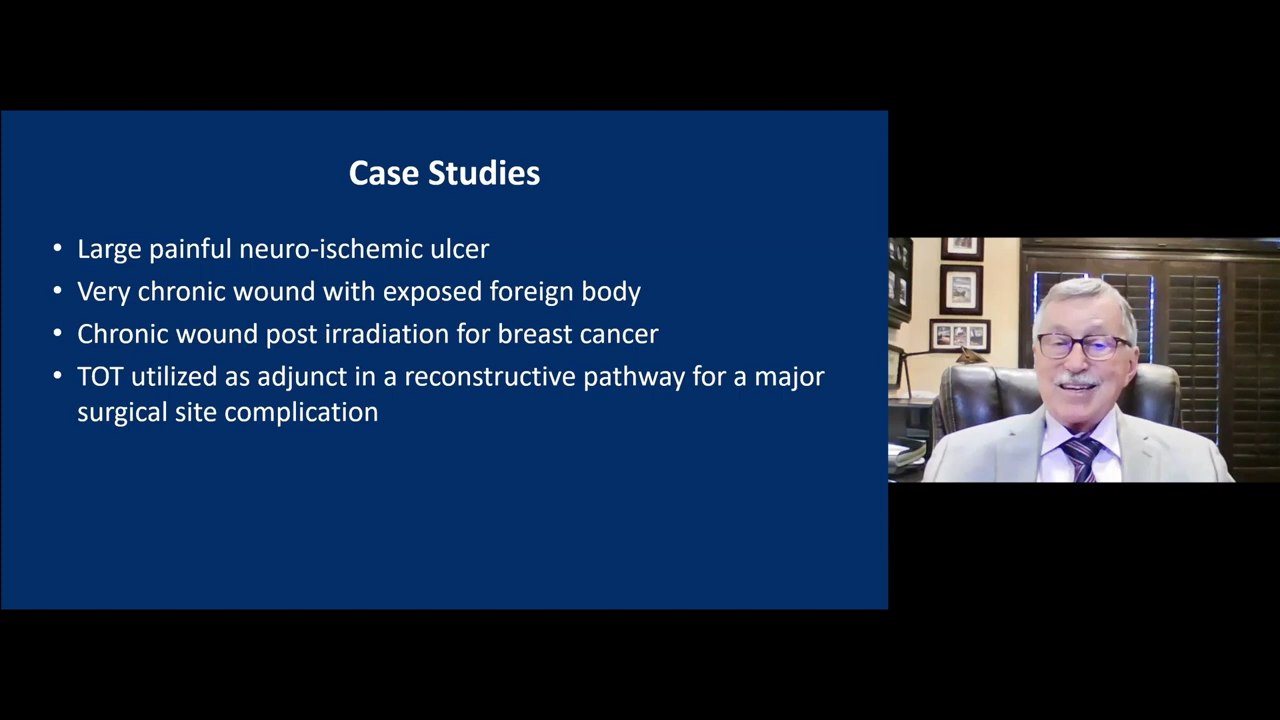 Case Studies
• Large painful neuro-ischemic ulcer
• Very chronic wound with exposed foreign body
• Chronic wound post irradiation for breast cancer
• TOT utilized as adjunct in a reconstructive pathway for a major
surgical site complication